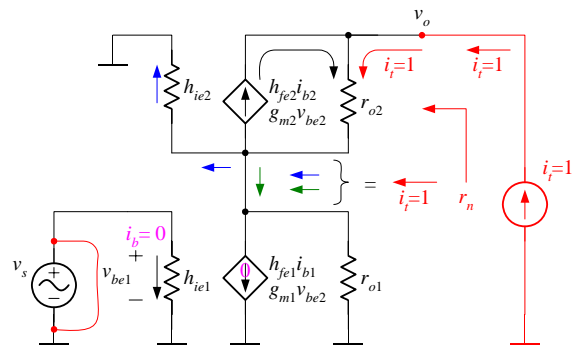 v_o
i_t=1
i_t=1
h_ie2
h_fe2 i_b2
g_m2 v_be2
r_o2
i_t=1
=
i_t=1
r_n
i_b=0
+
v_s
+
−
v_be1
−
h_ie1
0
h_fe1 i_b1
g_m1 v_be2
r_o1